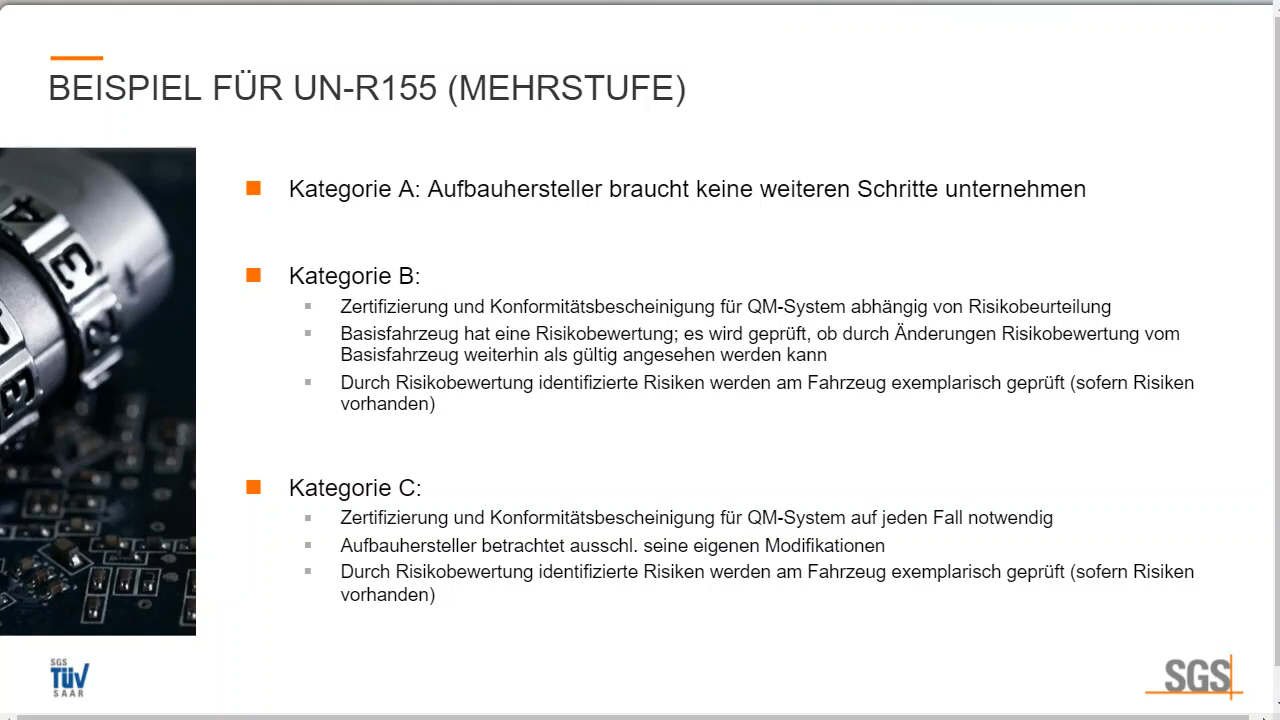 BEISPIEL FÜR UN-R155 (MEHRSTUFE)
Kategorie A: Aufbauhersteller braucht keine weiteren Schritte unternehmen
Kategorie B:
Zertifizierung und Konformitätsbescheinigung für QM-System abhängig von Risikobeurteilung
Basisfahrzeug hat eine Risikobewertung; es wird geprüft, ob durch Änderungen Risikobewertung vom
Basisfahrzeug weiterhin als gültig angesehen werden kann
Durch Risikobewertung identifizierte Risiken werden am Fahrzeug exemplarisch geprüft (sofern Risiken
vorhanden)
Kategorie C:
Zertifizierung und Konformitätsbescheinigung für QM-System auf jeden Fall notwendig
Aufbauhersteller betrachtet ausschl. seine eigenen Modifikationen
Durch Risikobewertung identifizierte Risiken werden am Fahrzeug exemplarisch geprüft (sofern Risiken
vorhanden)
SGS
TÜV
SAAR
SGS